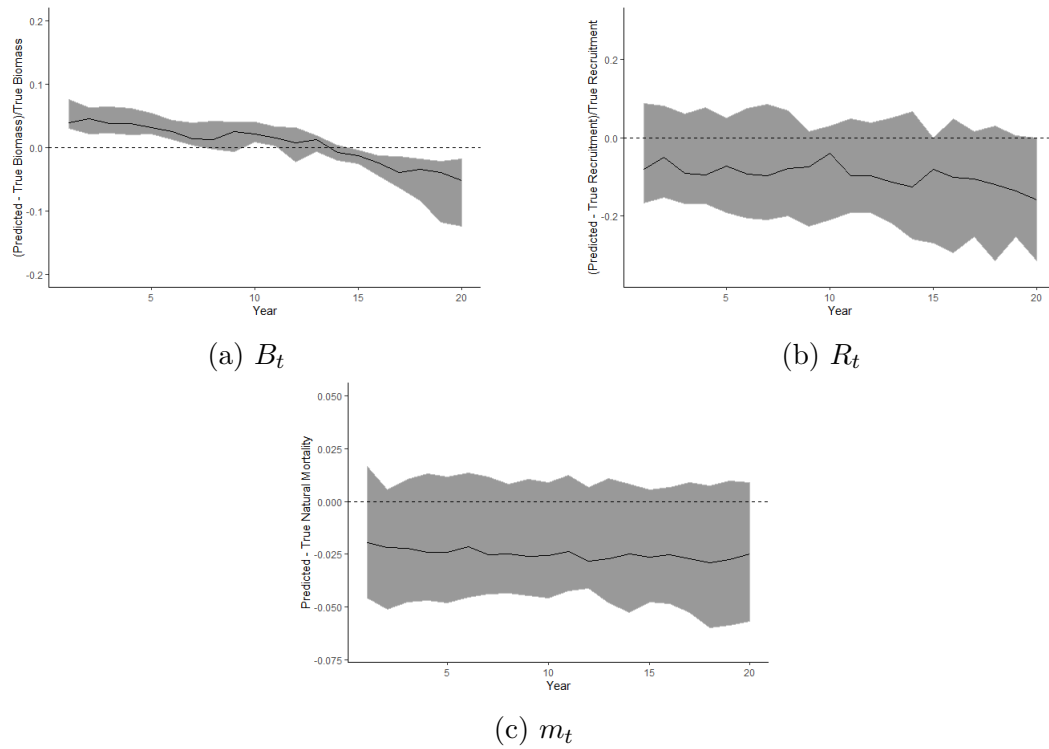 (Predicted - True Biomass)/True Biomass
0.2
0.1
0.0
-0.1
-0.2
5
10
15
20
Year
(a) B_t
(Predicted - True Recruitment)/True Recruitment
0.2
0.0
-0.2
5
10
15
20
Year
(b) R_t
Predicted - True Natural Mortality
0.050
0.025
0.000
-0.025
-0.050
-0.075
5
10
15
20
Year
(c) m_t